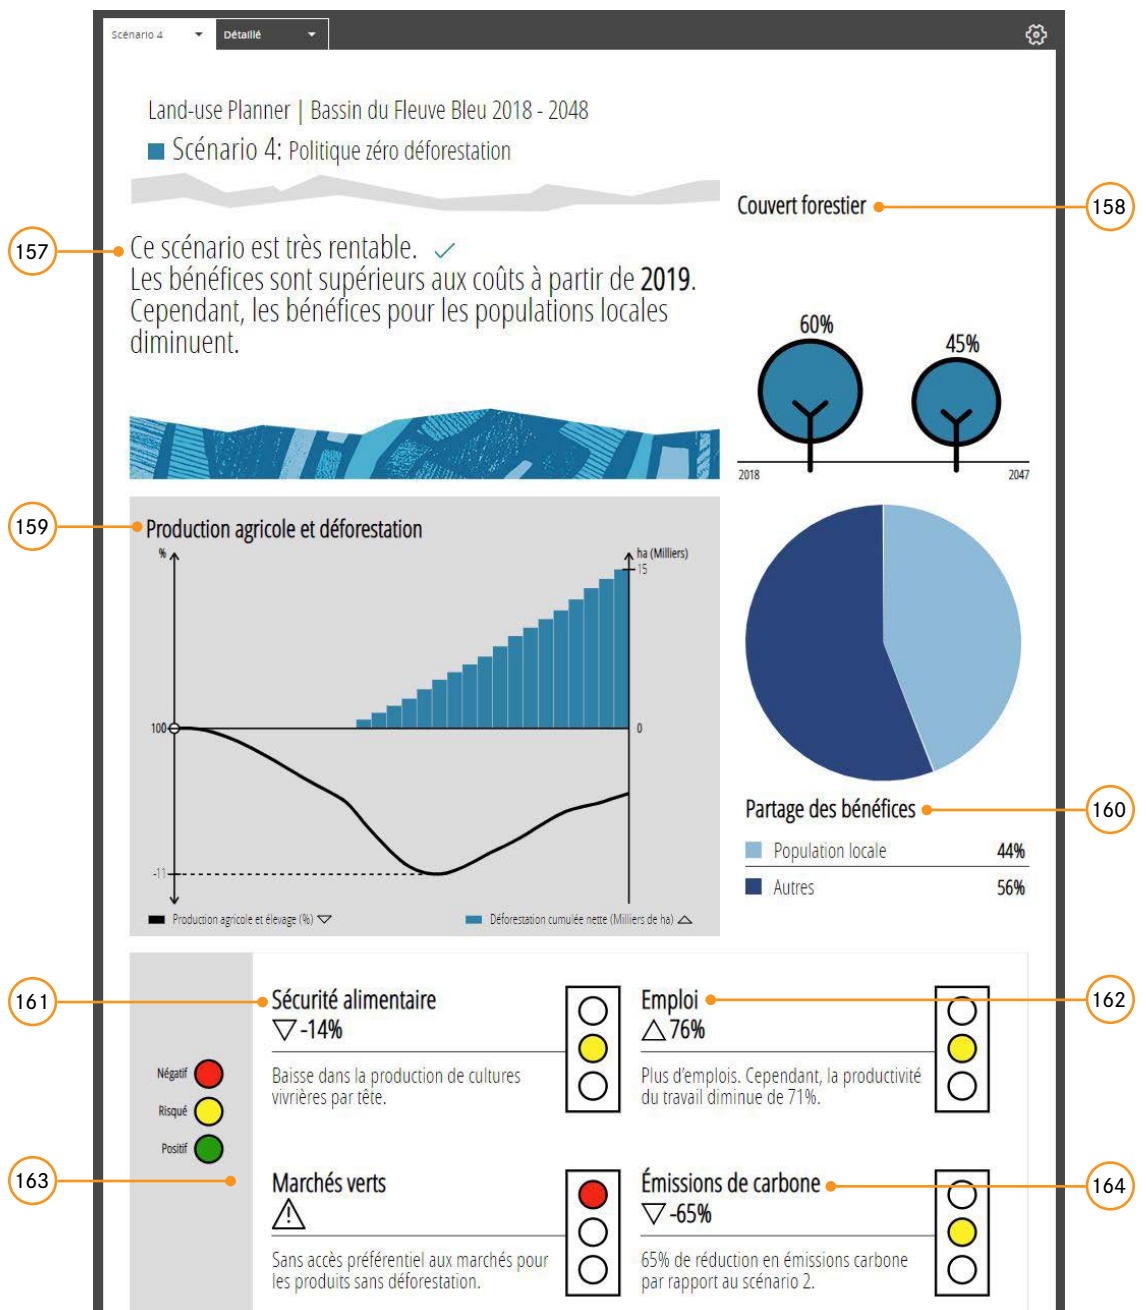 Scénario 4
Détaillé
Land-use Planner | Bassin du Fleuve Bleu 2018 - 2048
Scénario 4: Politique zéro déforestation
157
Ce scénario est très rentable.
Les bénéfices sont supérieurs aux coûts à partir de 2019.
Cependant, les bénéfices pour les populations locales
diminuent.
Couvert forestier
158
60%
45%
2018
2047
159
Production agricole et déforestation
%
ha (Milliers)
15
100
0
-11
Production agricole et élevage (%)
Déforestation cumulée nette (Milliers de ha)
Partage des bénéfices
160
Population locale 44%
Autres 56%
161
Négatif
Risqué
Positif
163
Sécurité alimentaire
-14%
Baisse dans la production de cultures
vivrières par tête.
Emploi
162
76%
Plus d'emplois. Cependant, la productivité
du travail diminue de 71%.
Marchés verts
Sans accès préférentiel aux marchés pour
les produits sans déforestation.
Émissions de carbone
164
-65%
65% de réduction en émissions carbone
par rapport au scénario 2.